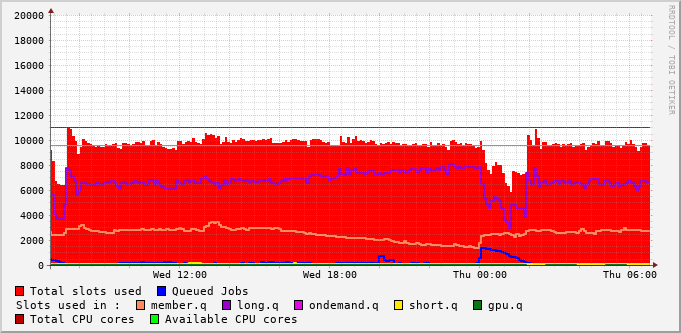 20000
18000
16000
14000
12000
10000
8000
6000
4000
2000
0
Wed 12:00 Wed 18:00 Thu 00:00 Thu 06:00
RRDTOOL / TOBI OETIKER
Total slots used Queued Jobs
Slots used in : member.q long.q ondemand.q short.q gpu.q
Total CPU cores Available CPU cores